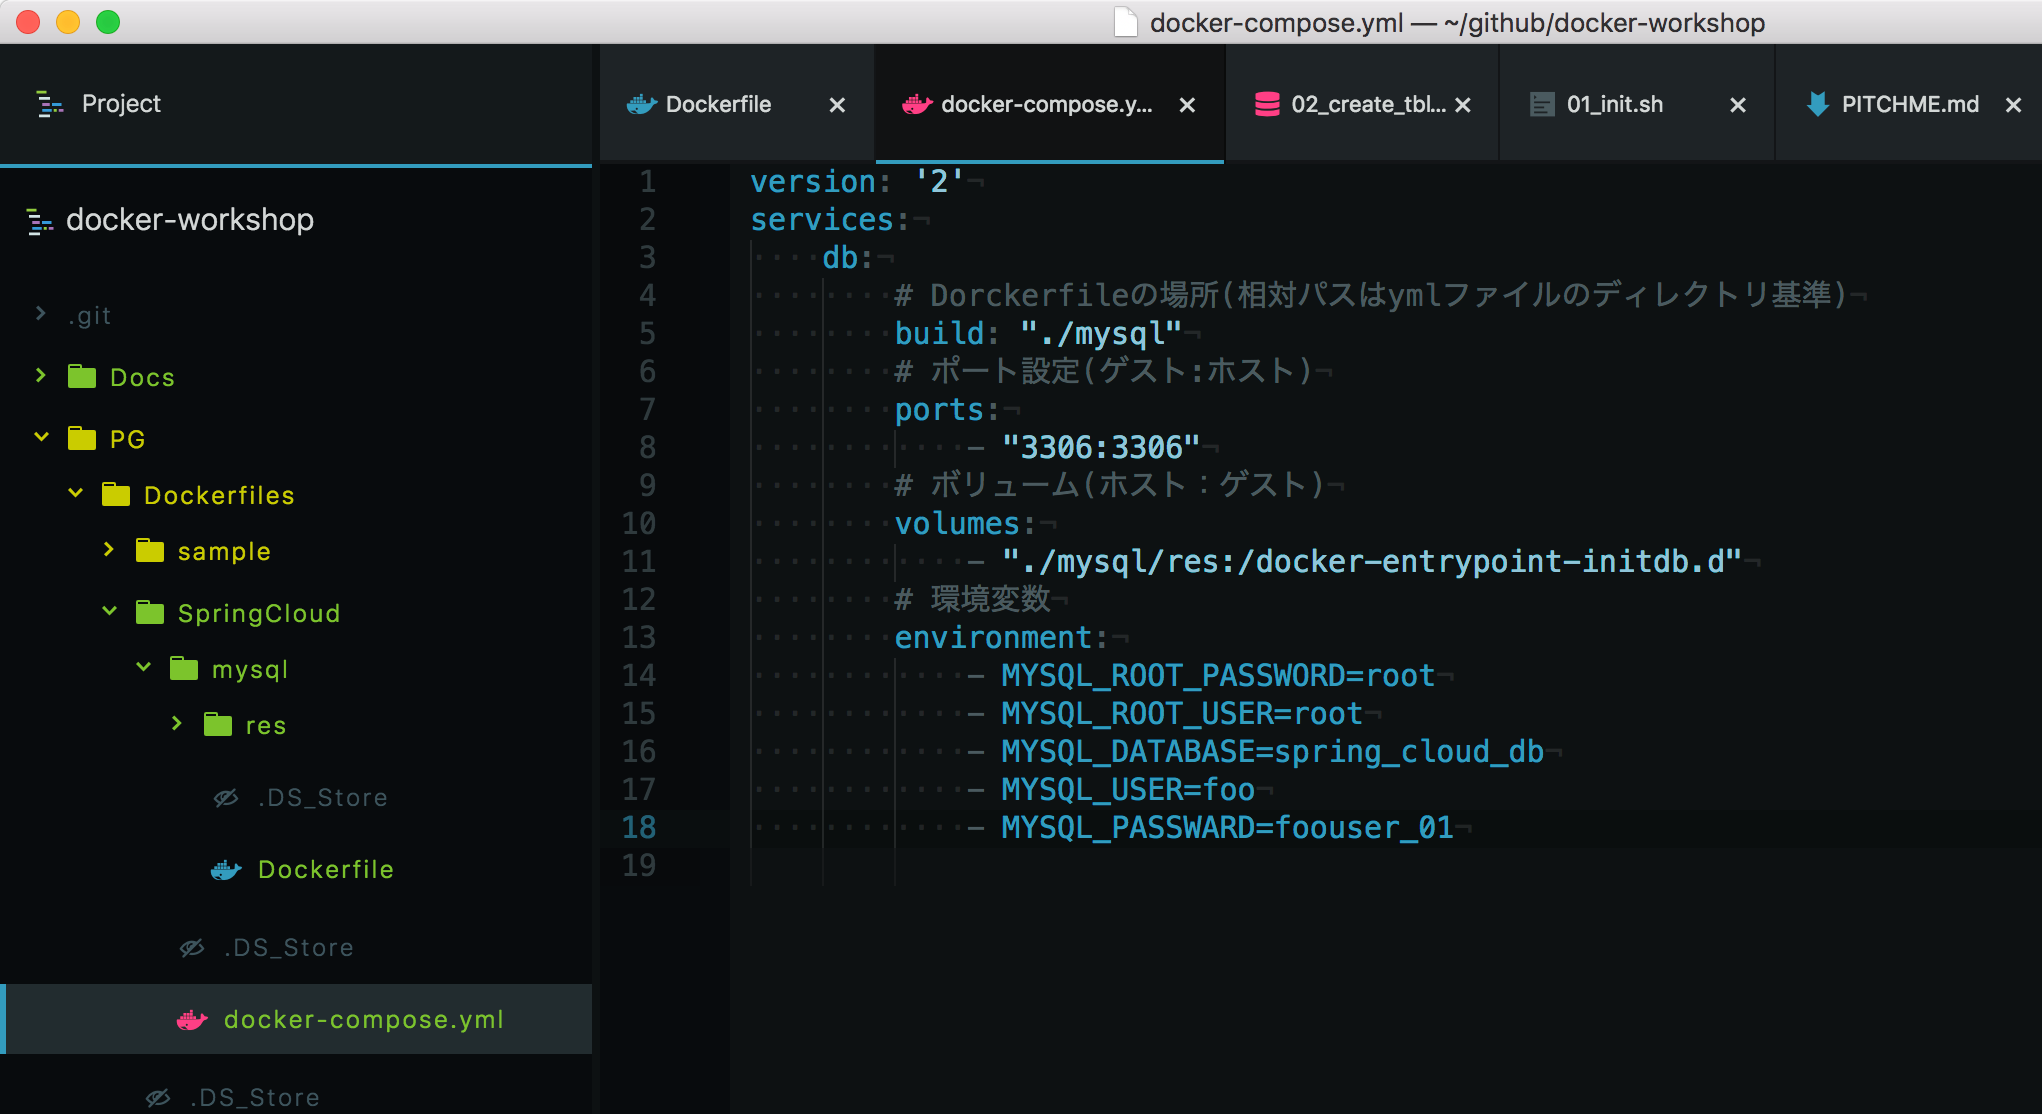 docker-compose.yml — ~/github/docker-workshop
Project
Dockerfile
docker-compose.y...
02_create_tbl...
01_init.sh
PITCHME.md
docker-workshop
.git
Docs
PG
Dockerfiles
sample
SpringCloud
mysql
res
.DS_Store
Dockerfile
.DS_Store
docker-compose.yml
.DS_Store
1 version: '2'
2 services:
3 db:
4 # Dorckerfileの場所(相対パスはymlファイルのディレクトリ基準)
5 build: "./mysql"
6 # ポート設定(ゲスト:ホスト)
7 ports:
8 - "3306:3306"
9 # ボリューム(ホスト：ゲスト)
10 volumes:
11 - "./mysql/res:/docker-entrypoint-initdb.d"
12 # 環境変数
13 environment:
14 - MYSQL_ROOT_PASSWORD=root
15 - MYSQL_ROOT_USER=root
16 - MYSQL_DATABASE=spring_cloud_db
17 - MYSQL_USER=foo
18 - MYSQL_PASSWARD=foouser_01
19